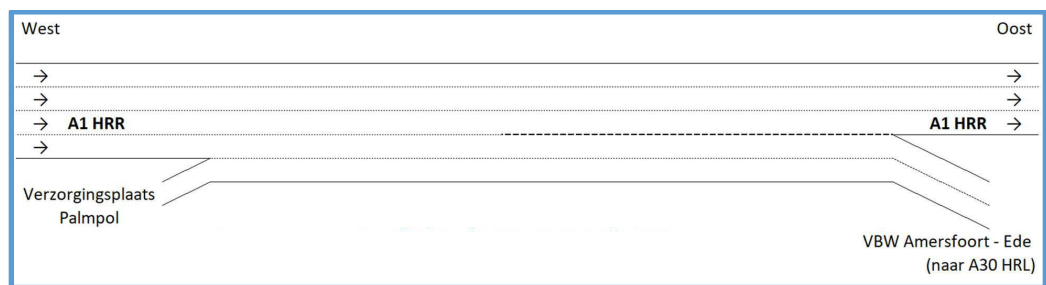 West
Oost
→
→
→
→
→ A1 HRR
A1 HRR →
→
Verzorgingsplaats
Palmpol
VBW Amersfoort - Ede
(naar A30 HRL)